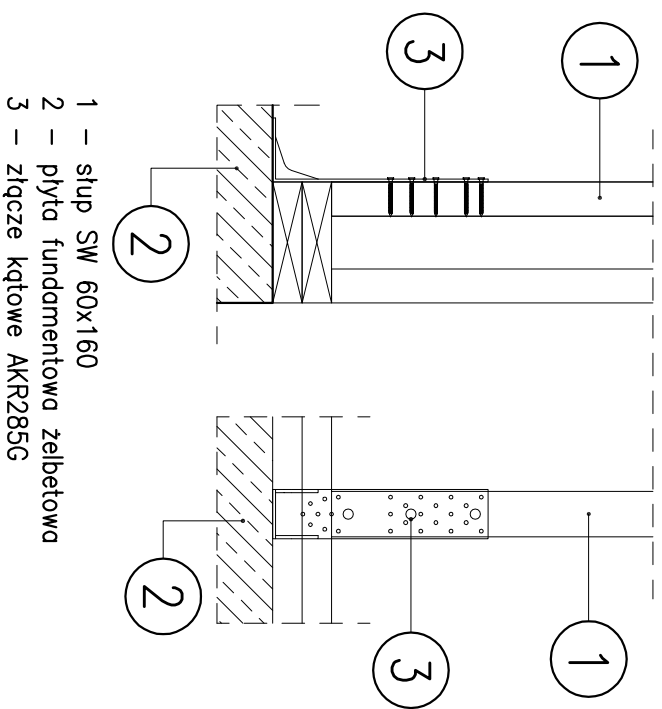 1
3
2
1
3
2
1 – słup SW 60x160
2 – płyta fundamentowa żelbetowa
3 – złącze kątowe AKR285G